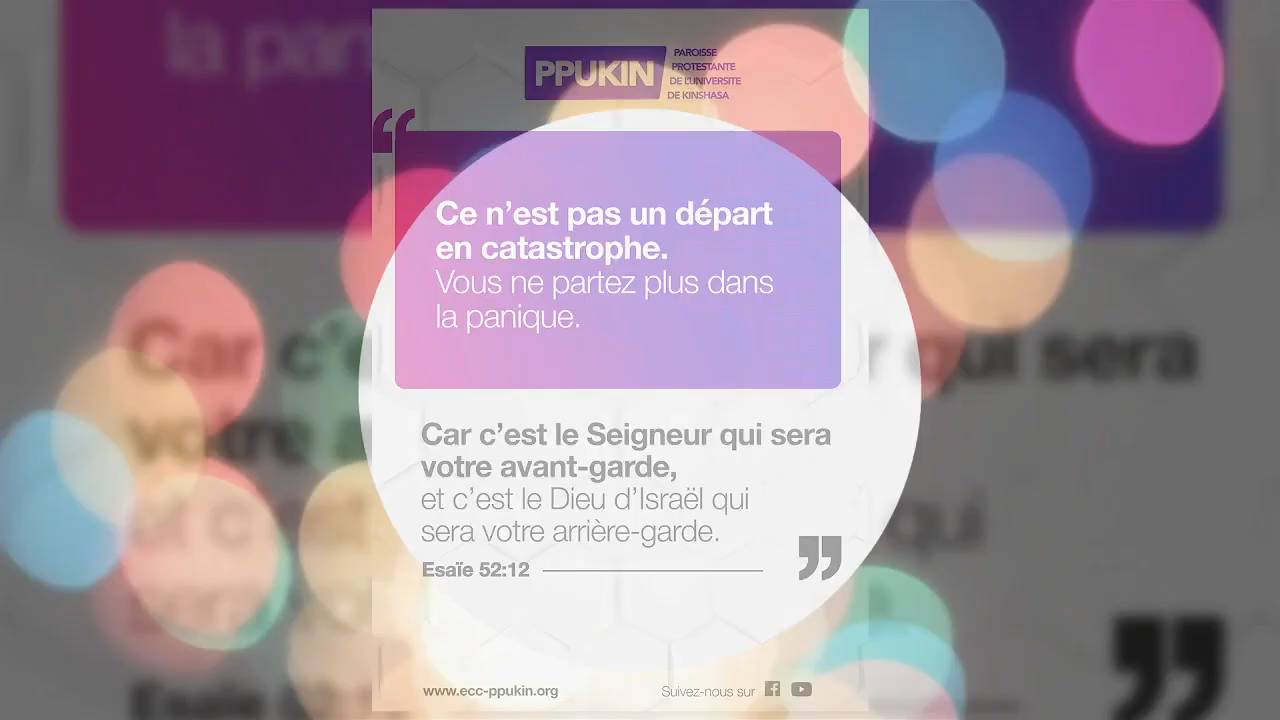 PPUKIN
PAROISSE
PROTESTANTE
DE L'UNIVERSITE
DE KINSHASA
“
Ce n’est pas un départ
en catastrophe.
Vous ne partez plus dans
la panique.
Car c’est le Seigneur qui sera
votre avant-garde,
et c’est le Dieu d’Israël qui
sera votre arrière-garde.
”
Esaïe 52:12
www.ecc-ppukin.org
Suivez-nous sur